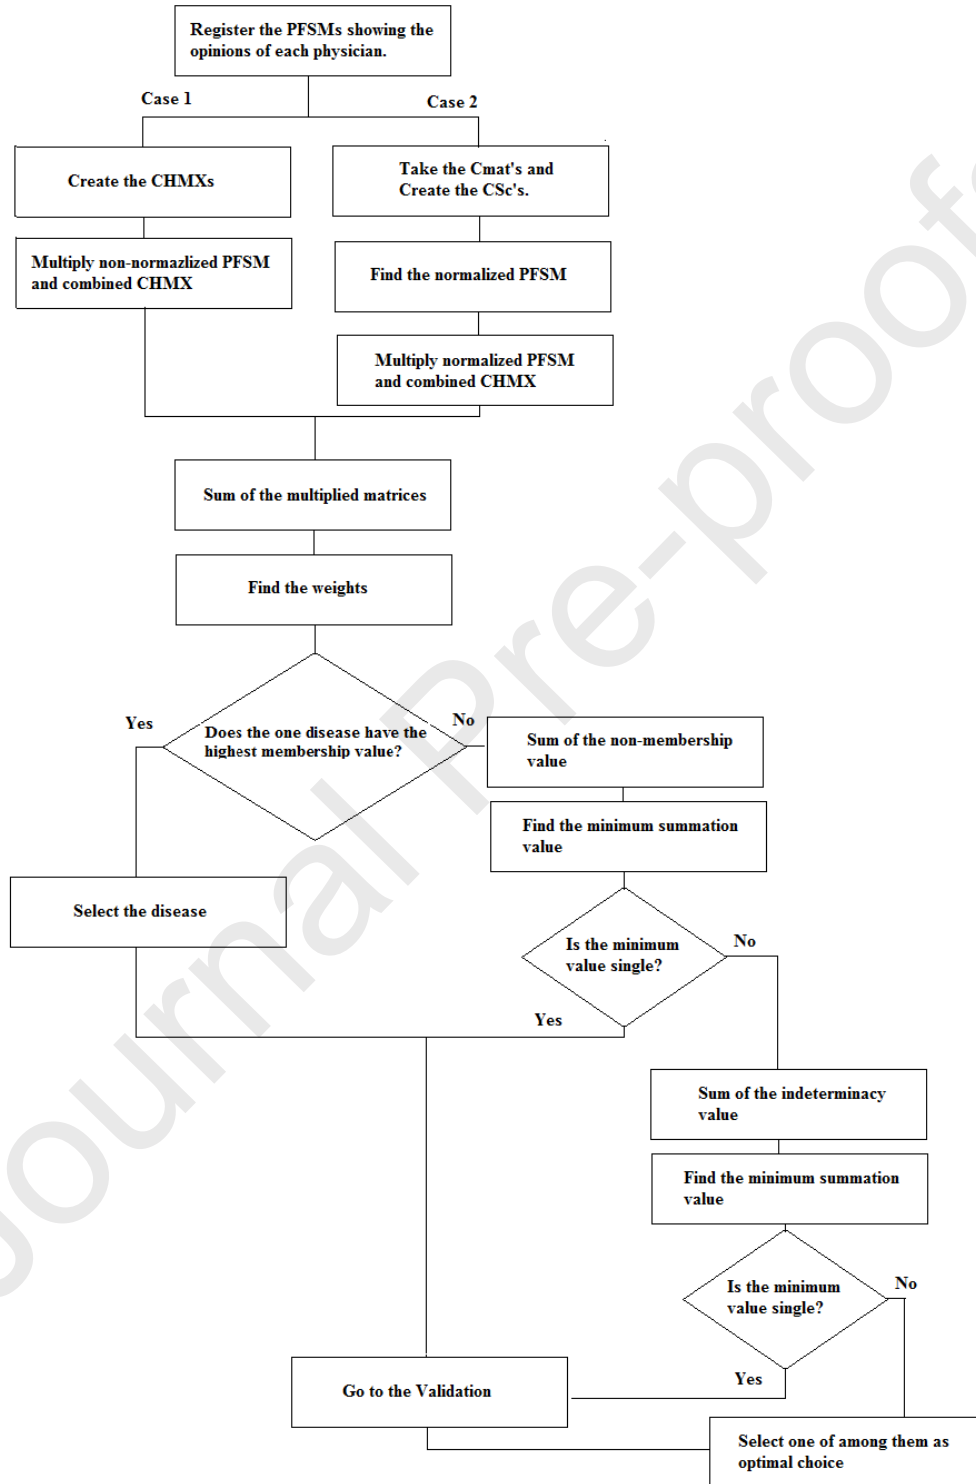 Register the PFSMs showing the
opinions of each physician.
Case 1
Case 2
Create the CHMXs
Take the Cmat's and
Create the CSc's.
Multiply non-normazlized PFSM
and combined CHMX
Find the normalized PFSM
Multiply normalized PFSM
and combined CHMX
Sum of the multiplied matrices
Find the weights
Yes
Does the one disease have the
highest membership value?
No
Sum of the non-membership
value
Find the minimum summation
value
Select the disease
Is the minimum
value single?
No
Yes
Sum of the indeterminacy
value
Find the minimum summation
value
Is the minimum
value single?
No
Yes
Go to the Validation
Select one of among them as
optimal choice
Journal Pre-proofs